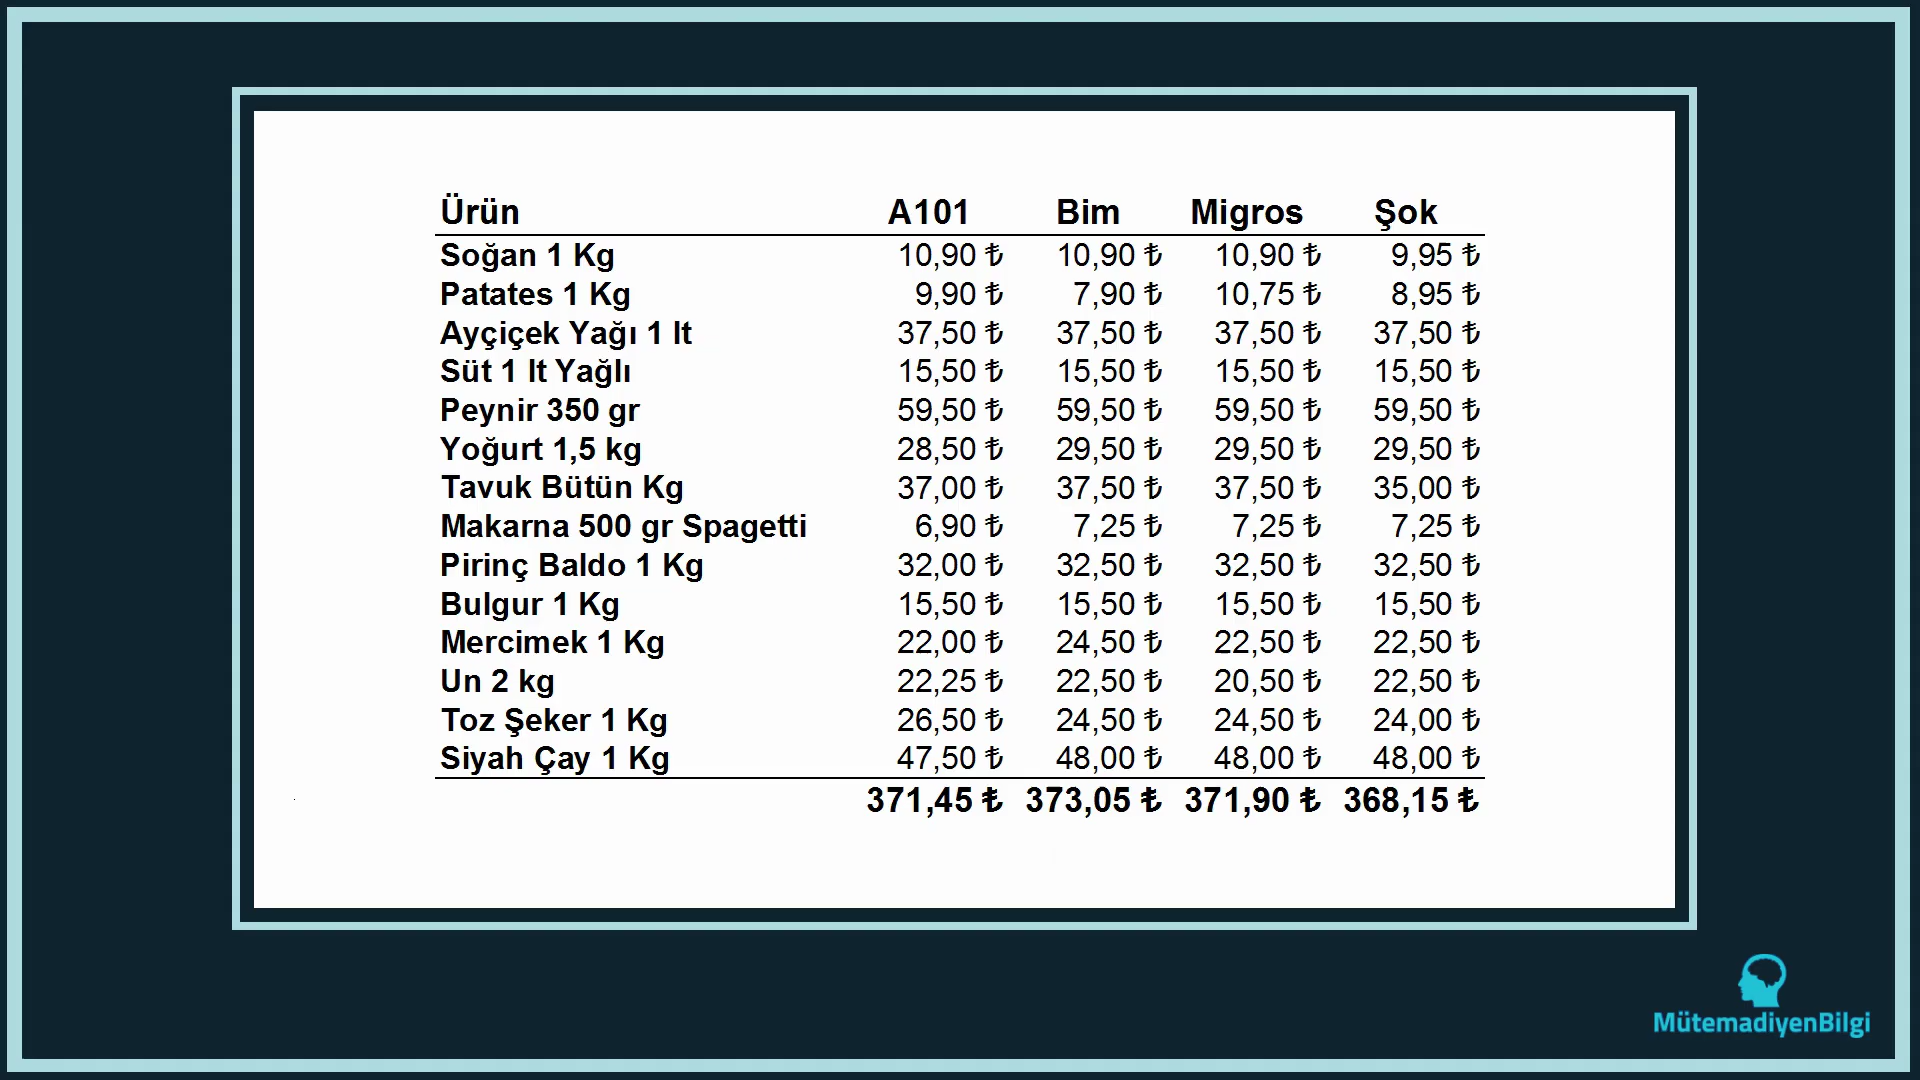 Ürün A101 Bim Migros Şok
Soğan 1 Kg 10,90 ₺ 10,90 ₺ 10,90 ₺ 9,95 ₺
Patates 1 Kg 9,90 ₺ 7,90 ₺ 10,75 ₺ 8,95 ₺
Ayçiçek Yağı 1 lt 37,50 ₺ 37,50 ₺ 37,50 ₺ 37,50 ₺
Süt 1 lt Yağlı 15,50 ₺ 15,50 ₺ 15,50 ₺ 15,50 ₺
Peynir 350 gr 59,50 ₺ 59,50 ₺ 59,50 ₺ 59,50 ₺
Yoğurt 1,5 kg 28,50 ₺ 29,50 ₺ 29,50 ₺ 29,50 ₺
Tavuk Bütün Kg 37,00 ₺ 37,50 ₺ 37,50 ₺ 35,00 ₺
Makarna 500 gr Spagetti 6,90 ₺ 7,25 ₺ 7,25 ₺ 7,25 ₺
Pirinç Baldo 1 Kg 32,00 ₺ 32,50 ₺ 32,50 ₺ 32,50 ₺
Bulgur 1 Kg 15,50 ₺ 15,50 ₺ 15,50 ₺ 15,50 ₺
Mercimek 1 Kg 22,00 ₺ 24,50 ₺ 22,50 ₺ 22,50 ₺
Un 2 kg 22,25 ₺ 22,50 ₺ 20,50 ₺ 22,50 ₺
Toz Şeker 1 Kg 26,50 ₺ 24,50 ₺ 24,50 ₺ 24,00 ₺
Siyah Çay 1 Kg 47,50 ₺ 48,00 ₺ 48,00 ₺ 48,00 ₺
371,45 ₺ 373,05 ₺ 371,90 ₺ 368,15 ₺
MütemadiyenBilgi